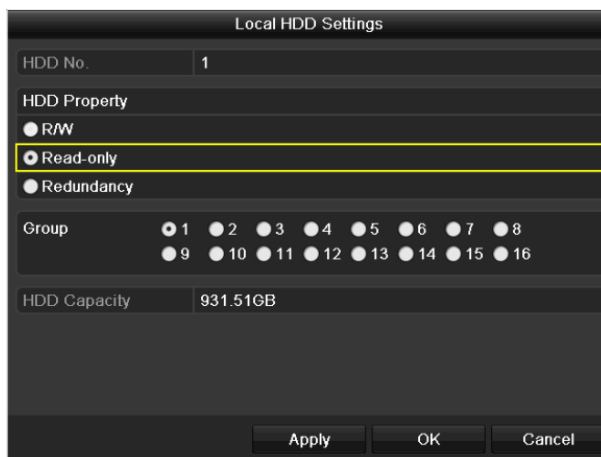 Local HDD Settings
HDD No. 1
HDD Property
R/W
Read-only
Redundancy
Group 1 2 3 4 5 6 7 8
9 10 11 12 13 14 15 16
HDD Capacity 931.51GB
Apply OK Cancel